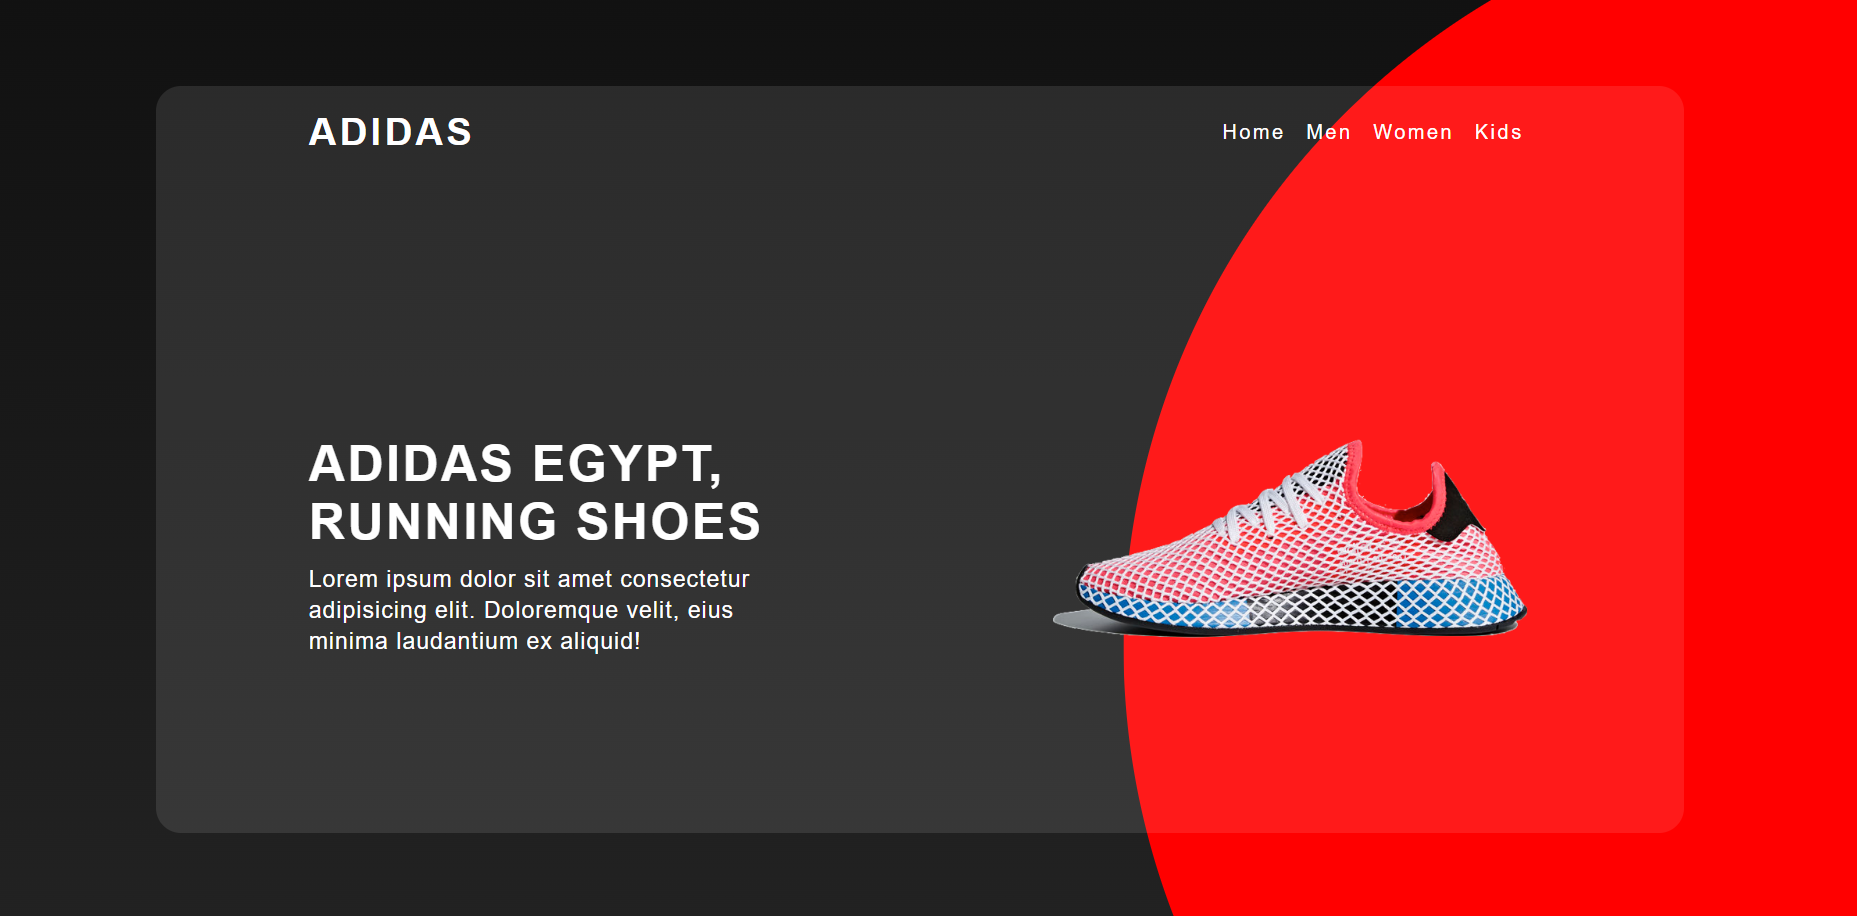 ADIDAS
Home Men Women Kids
ADIDAS EGYPT,
RUNNING SHOES
Lorem ipsum dolor sit amet consectetur
adipisicing elit. Doloremque velit, eius
minima laudantium ex aliquid!